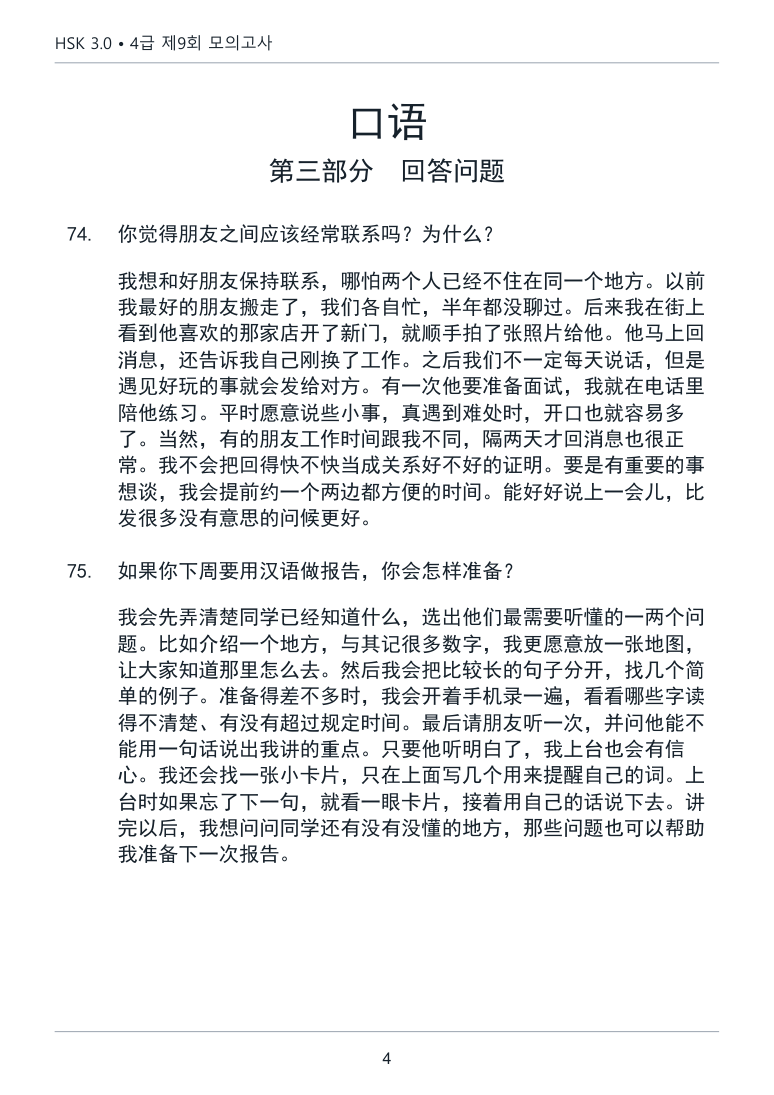 HSK 3.0 • 4급 제9회 모의고사
口语
第三部分　回答问题
74. 你觉得朋友之间应该经常联系吗？为什么？
我想和好朋友保持联系，哪怕两个人已经不住在同一个地方。以前
我最好的朋友搬走了，我们各自忙，半年都没聊过。后来我在街上
看到他喜欢的那家店开了新门，就顺手拍了张照片给他。他马上回
消息，还告诉我自己刚换了工作。之后我们不一定每天说话，但是
遇见好玩的事就会发给对方。有一次他要准备面试，我就在电话里
陪他练习。平时愿意说些小事，真遇到难处时，开口也就容易多
了。当然，有的朋友工作时间跟我不同，隔两天才回消息也很正
常。我不会把回得快不快当成关系好不好的证明。要是有重要的事
想谈，我会提前约一个两边都方便的时间。能好好说上一会儿，比
发很多没有意思的问候更好。
75. 如果你下周要用汉语做报告，你会怎样准备？
我会先弄清楚同学已经知道什么，选出他们最需要听懂的一两个问
题。比如介绍一个地方，与其记很多数字，我更愿意放一张地图，
让大家知道那里怎么去。然后我会把比较长的句子分开，找几个简
单的例子。准备得差不多时，我会开着手机录一遍，看看哪些字读
得不清楚、有没有超过规定时间。最后请朋友听一次，并问他能不
能用一句话说出我讲的重点。只要他听明白了，我上台也会有信
心。我还会找一张小卡片，只在上面写几个用来提醒自己的词。上
台时如果忘了下一句，就看一眼卡片，接着用自己的话说下去。讲
完以后，我想问问同学还有没有没懂的地方，那些问题也可以帮助
我准备下一次报告。
4